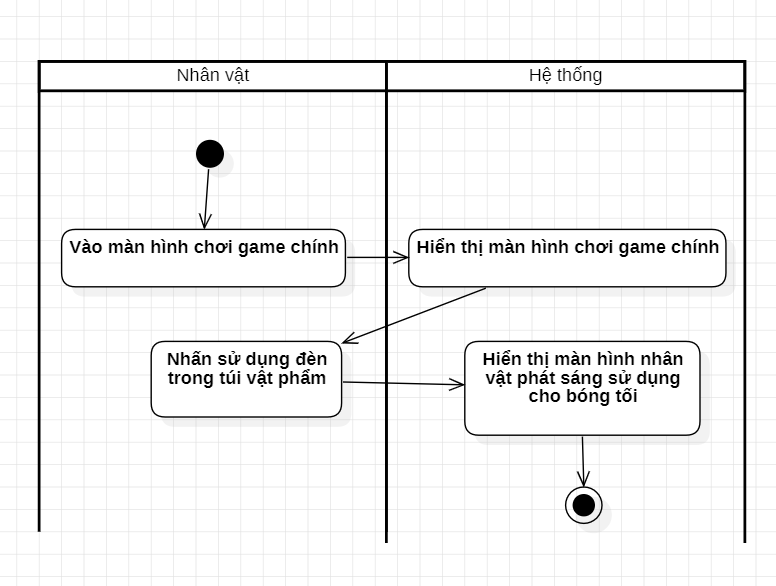 Nhân vật
Hệ thống
Vào màn hình chơi game chính
Hiển thị màn hình chơi game chính
Nhấn sử dụng đèn
trong túi vật phẩm
Hiển thị màn hình nhân
vật phát sáng sử dụng
cho bóng tối